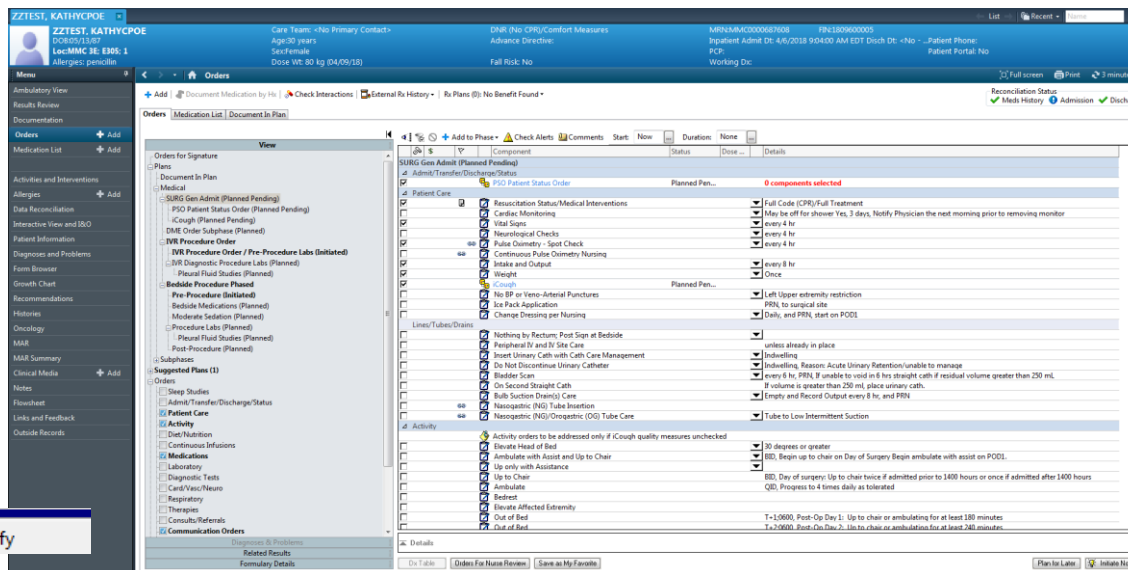 ZZTEST, KATHYCPOE
List
Recent
Name
ZZTEST, KATHYCPOE
DOB:05/13/87
Loc:MMC 3E; E305; 1
Allergies: penicillin
Care Team: <No Primary Contact>
Age:30 years
Sex:Female
Dose Wt: 80 kg (04/09/18)
DNR (No CPR)/Comfort Measures
Advance Directive:
Fall Risk: No
MRN:MMC0000687608 FIN:1809600005
Inpatient Admit Dt: 4/6/2018 9:04:00 AM EDT Disch Dt: <No - ...Patient Phone:
PCP: Patient Portal: No
Working Dx:
Menu
Orders
Full screen Print 3 minute
Ambulatory View
Results Review
Documentation
Orders Add
Medication List Add
Activities and Interventions
Allergies Add
Data Reconciliation
Interactive View and I&O
Patient Information
Diagnoses and Problems
Form Browser
Growth Chart
Recommendations
Histories
Oncology
MAR
MAR Summary
Clinical Media Add
Notes
Flowsheet
Links and Feedback
Outside Records
fy
Add Document Medication by Hx Check Interactions External Rx History Rx Plans (0): No Benefit Found
Reconciliation Status
Meds History Admission Disch
Orders Medication List Document In Plan
View
Orders for Signature
Plans
Document In Plan
Medical
SURG Gen Admit (Planned Pending)
PSO Patient Status Order (Planned Pending)
iCough (Planned Pending)
DME Order Subphase (Planned)
IVR Procedure Order
IVR Procedure Order / Pre-Procedure Labs (Initiated)
IVR Diagnostic Procedure Labs (Planned)
Pleural Fluid Studies (Planned)
Bedside Procedure Phased
Pre-Procedure (Initiated)
Bedside Medications (Planned)
Moderate Sedation (Planned)
Procedure Labs (Planned)
Pleural Fluid Studies (Planned)
Post-Procedure (Planned)
Subphases
Suggested Plans (1)
Orders
Sleep Studies
Admit/Transfer/Discharge/Status
Patient Care
Activity
Diet/Nutrition
Continuous Infusions
Medications
Laboratory
Diagnostic Tests
Card/Vasc/Neuro
Respiratory
Therapies
Consults/Referrals
Communication Orders
Diagnoses & Problems
Related Results
Formulary Details
Add to Phase Check Alerts Comments Start: Now ... Duration: None ...
$ Component Status Dose ... Details
SURG Gen Admit (Planned Pending)
Admit/Transfer/Discharge/Status
PSO Patient Status Order Planned Pen... 0 components selected
Patient Care
Resuscitation Status/Medical Interventions Full Code (CPR)/Full Treatment
Cardiac Monitoring May be off for shower Yes, 3 days, Notify Physician the next morning prior to removing monitor
Vital Signs every 4 hr
Neurological Checks every 4 hr
Pulse Oximetry - Spot Check every 4 hr
Continuous Pulse Oximetry Nursing
Intake and Output every 8 hr
Weight Once
iCough Planned Pen...
No BP or Veno-Arterial Punctures Left Upper extremity restriction
Ice Pack Application PRN, to surgical site
Change Dressing per Nursing Daily, and PRN, start on POD1
Lines/Tubes/Drains
Nothing by Rectum; Post Sign at Bedside
Peripheral IV and IV Site Care unless already in place
Insert Urinary Cath with Cath Care Management Indwelling
Do Not Discontinue Urinary Catheter Indwelling, Reason: Acute Urinary Retention/unable to manage
Bladder Scan every 6 hr, PRN, If unable to void in 6 hrs straight cath if residual volume greater than 250 mL
On Second Straight Cath If volume is greater than 250 ml, place urinary cath.
Bulb Suction Drain(s) Care Empty and Record Output every 8 hr, and PRN
Nasogastric (NG) Tube Insertion
Nasogastric (NG)/Orogastric (OG) Tube Care Tube to Low Intermittent Suction
Activity
Activity orders to be addressed only if iCough quality measures unchecked
Elevate Head of Bed 30 degrees or greater
Ambulate with Assist and Up to Chair BID, Begin up to chair on Day of Surgery Begin ambulate with assist on POD1.
Up only with Assistance
Up to Chair BID, Day of surgery: Up to chair twice if admitted prior to 1400 hours or once if admitted after 1400 hours
Ambulate QID, Progress to 4 times daily as tolerated
Bedrest
Elevate Affected Extremity
Out of Bed T+1;0600, Post-Op Day 1: Up to chair or ambulating for at least 180 minutes
Out of Bed T+2;0600, Post-Op Day 2: Up to chair or ambulating for at least 240 minutes
Details
Dx Table Orders For Nurse Review Save as My Favorite Plan for Later Initiate No